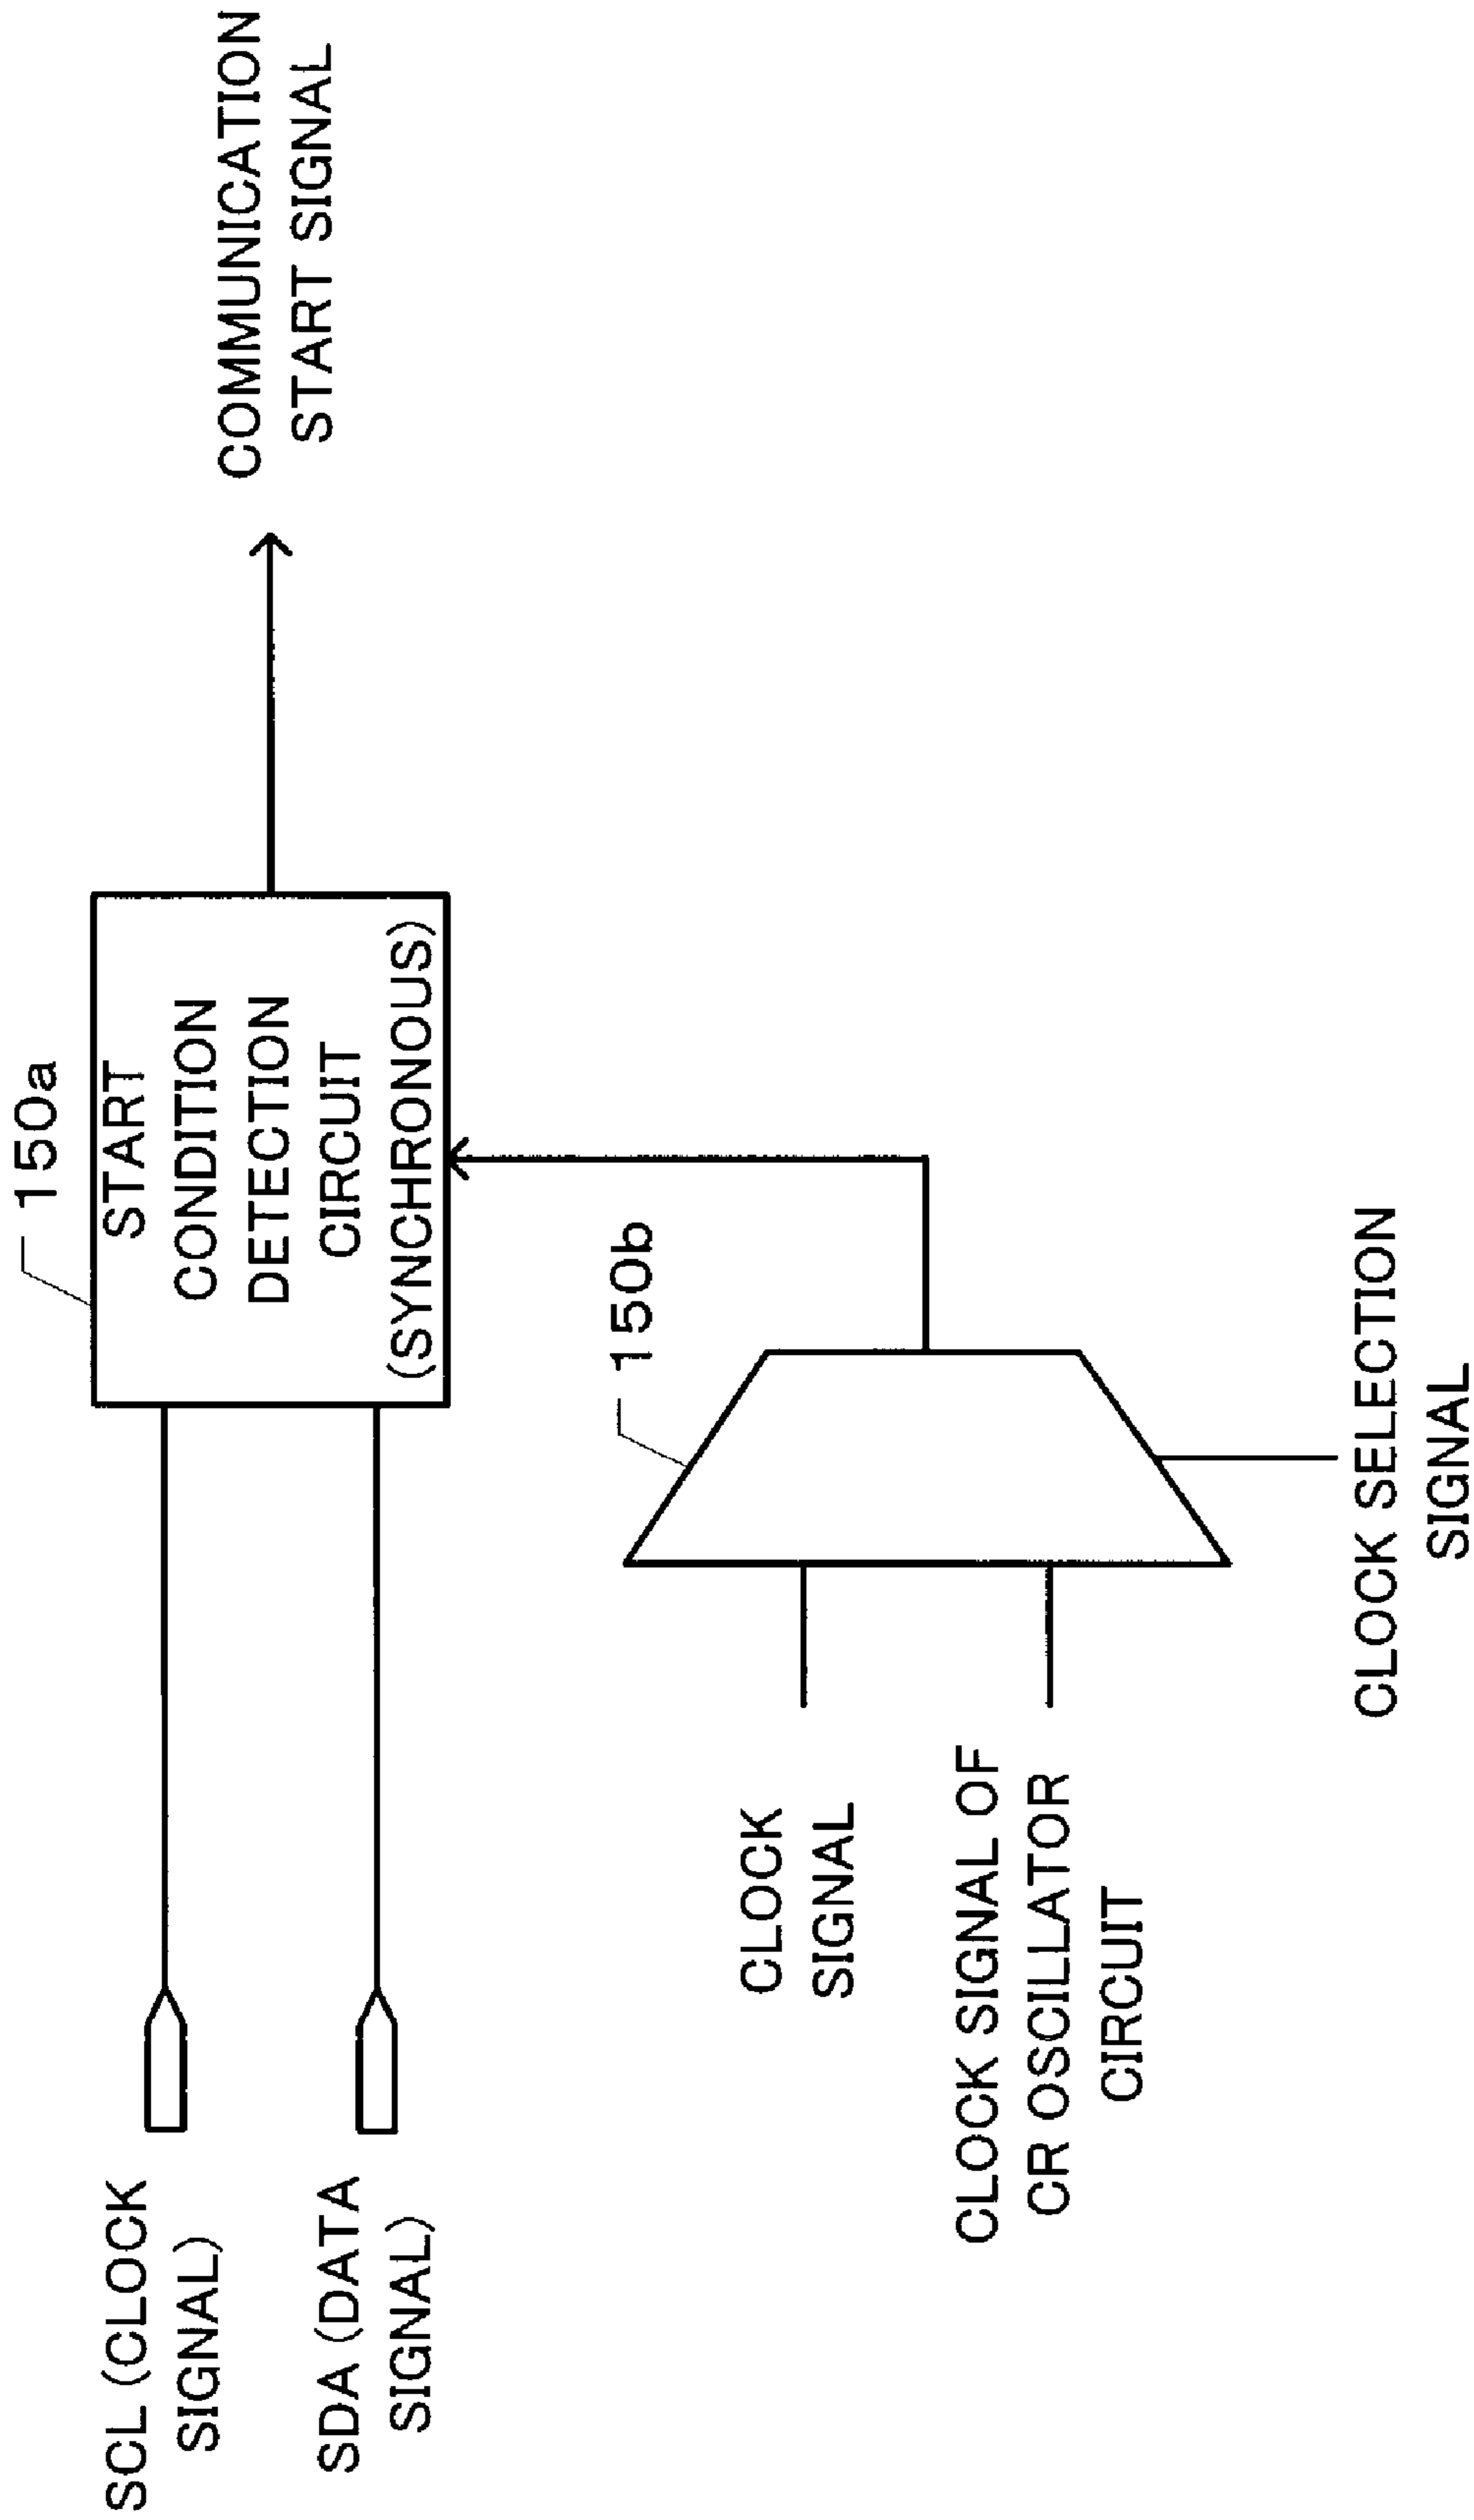 SCL (CLOCK
SIGNAL)
SDA (DATA
SIGNAL)
150a
START
CONDITION
DETECTION
CIRCUIT
(SYNCHRONOUS)
COMMUNICATION
START SIGNAL
150b
CLOCK
SIGNAL
CLOCK SIGNAL OF
CR OSCILLATOR
CIRCUIT
CLOCK SELECTION
SIGNAL